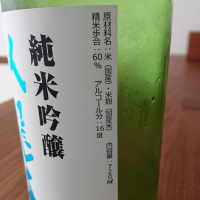 原材料名：米（国産）・米麹（国産米）
精米歩合：60％　アルコール分：16度
内容量：720ml
純米吟醸